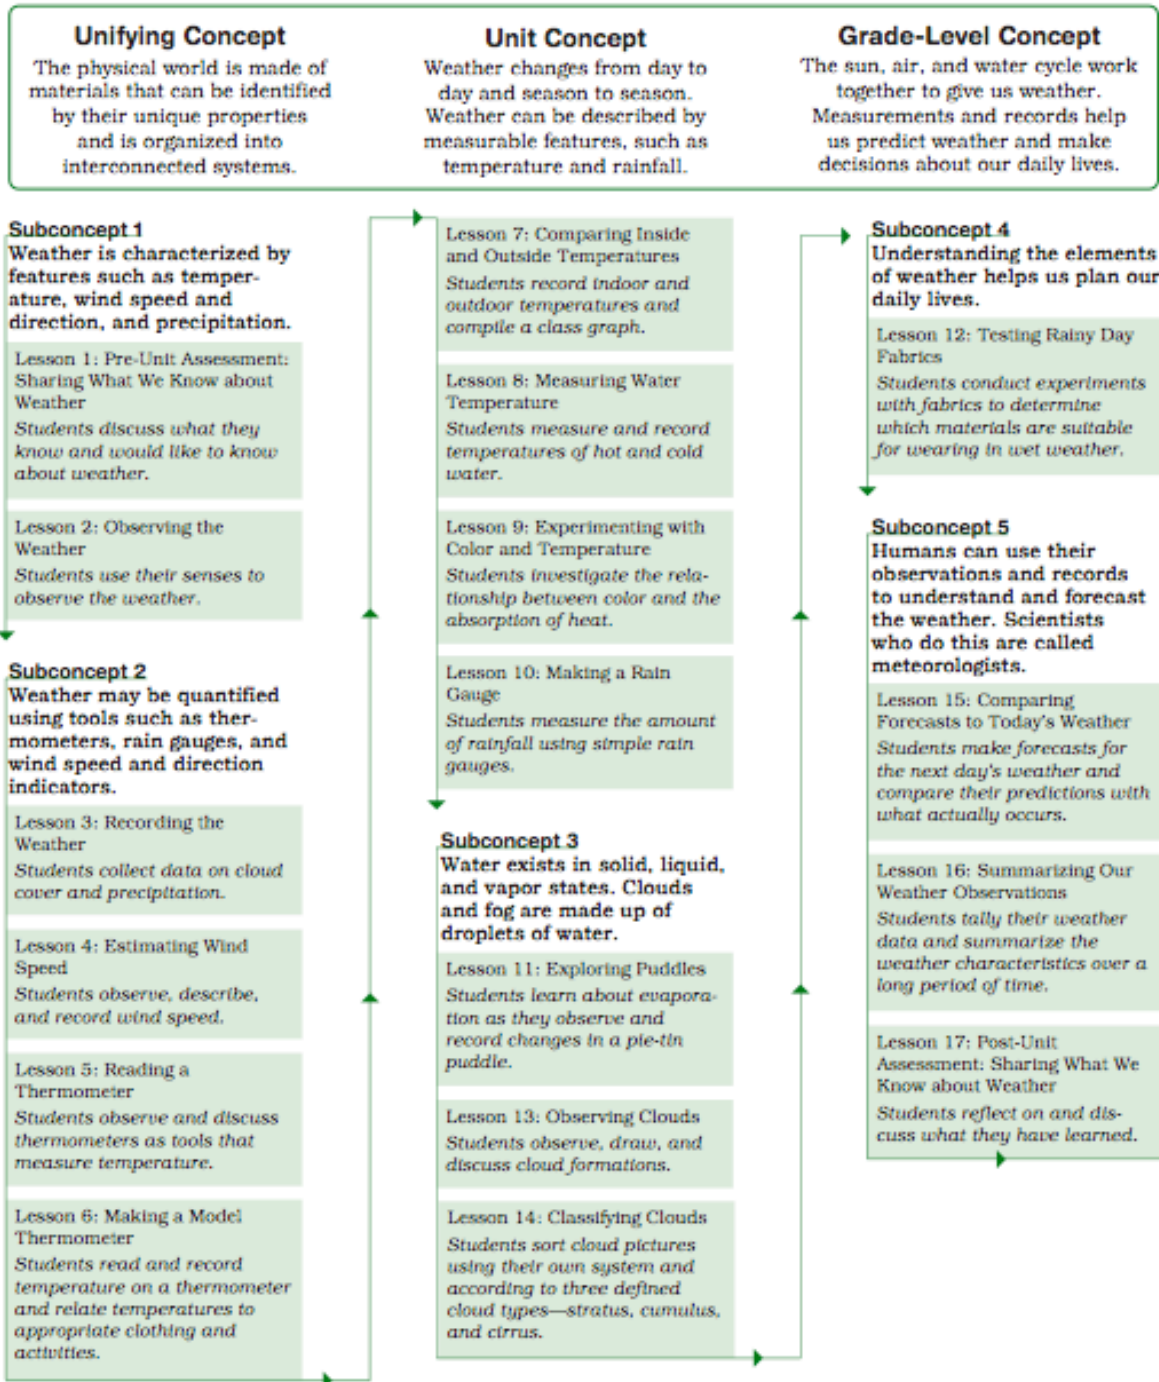 Unifying Concept
The physical world is made of
materials that can be identified
by their unique properties
and is organized into
interconnected systems.
Unit Concept
Weather changes from day to
day and season to season.
Weather can be described by
measurable features, such as
temperature and rainfall.
Grade-Level Concept
The sun, air, and water cycle work
together to give us weather.
Measurements and records help
us predict weather and make
decisions about our daily lives.
Subconcept 1
Weather is characterized by
features such as temper-
ature, wind speed and
direction, and precipitation.
Lesson 1: Pre-Unit Assessment:
Sharing What We Know about
Weather
Students discuss what they
know and would like to know
about weather.
Lesson 2: Observing the
Weather
Students use their senses to
observe the weather.
Subconcept 2
Weather may be quantified
using tools such as ther-
mometers, rain gauges, and
wind speed and direction
indicators.
Lesson 3: Recording the
Weather
Students collect data on cloud
cover and precipitation.
Lesson 4: Estimating Wind
Speed
Students observe, describe,
and record wind speed.
Lesson 5: Reading a
Thermometer
Students observe and discuss
thermometers as tools that
measure temperature.
Lesson 6: Making a Model
Thermometer
Students read and record
temperature on a thermometer
and relate temperatures to
appropriate clothing and
activities.
Lesson 7: Comparing Inside
and Outside Temperatures
Students record indoor and
outdoor temperatures and
compile a class graph.
Lesson 8: Measuring Water
Temperature
Students measure and record
temperatures of hot and cold
water.
Lesson 9: Experimenting with
Color and Temperature
Students investigate the rela-
tionship between color and the
absorption of heat.
Lesson 10: Making a Rain
Gauge
Students measure the amount
of rainfall using simple rain
gauges.
Subconcept 3
Water exists in solid, liquid,
and vapor states. Clouds
and fog are made up of
droplets of water.
Lesson 11: Exploring Puddles
Students learn about evapora-
tion as they observe and
record changes in a pie-tin
puddle.
Lesson 13: Observing Clouds
Students observe, draw, and
discuss cloud formations.
Lesson 14: Classifying Clouds
Students sort cloud pictures
using their own system and
according to three defined
cloud types—stratus, cumulus,
and cirrus.
Subconcept 4
Understanding the elements
of weather helps us plan our
daily lives.
Lesson 12: Testing Rainy Day
Fabrics
Students conduct experiments
with fabrics to determine
which materials are suitable
for wearing in wet weather.
Subconcept 5
Humans can use their
observations and records
to understand and forecast
the weather. Scientists
who do this are called
meteorologists.
Lesson 15: Comparing
Forecasts to Today's Weather
Students make forecasts for
the next day's weather and
compare their predictions with
what actually occurs.
Lesson 16: Summarizing Our
Weather Observations
Students tally their weather
data and summarize the
weather characteristics over a
long period of time.
Lesson 17: Post-Unit
Assessment: Sharing What We
Know about Weather
Students reflect on and dis-
cuss what they have learned.